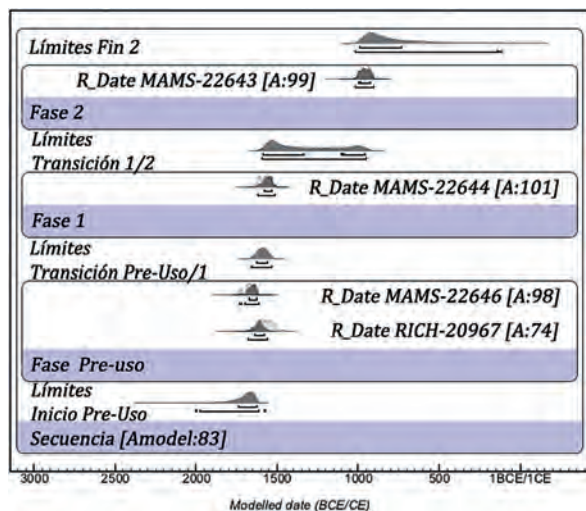 Límites Fin 2
R_Date MAMS-22643 [A:99]
Fase 2
Límites
Transición 1/2
R_Date MAMS-22644 [A:101]
Fase 1
Límites
Transición Pre-Uso/1
R_Date MAMS-22646 [A:98]
R_Date RICH-20967 [A:74]
Fase Pre-uso
Límites
Inicio Pre-Uso
Secuencia [Amodel:83]
3000 2500 2000 1500 1000 500 1BCE/1CE
Modelled date (BCE/CE)